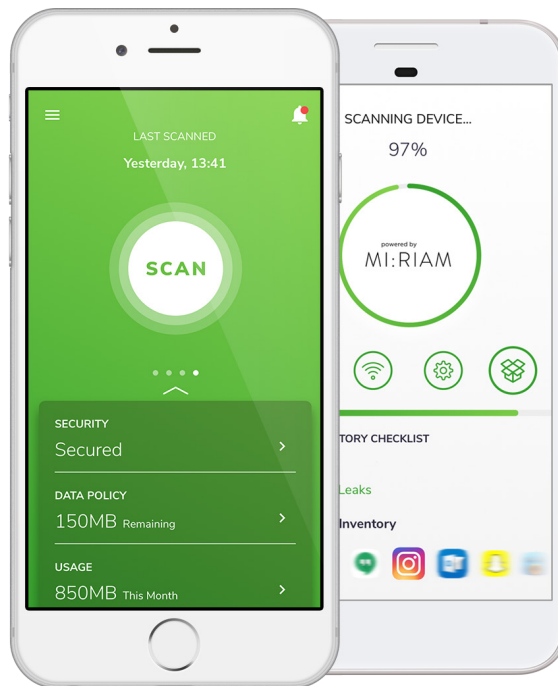 LAST SCANNED
Yesterday, 13:41
SCAN
SECURITY
Secured
DATA POLICY
150MB Remaining
USAGE
850MB This Month
SCANNING DEVICE...
97%
powered by
MI:RIAM
TORY CHECKLIST
Leaks
Inventory